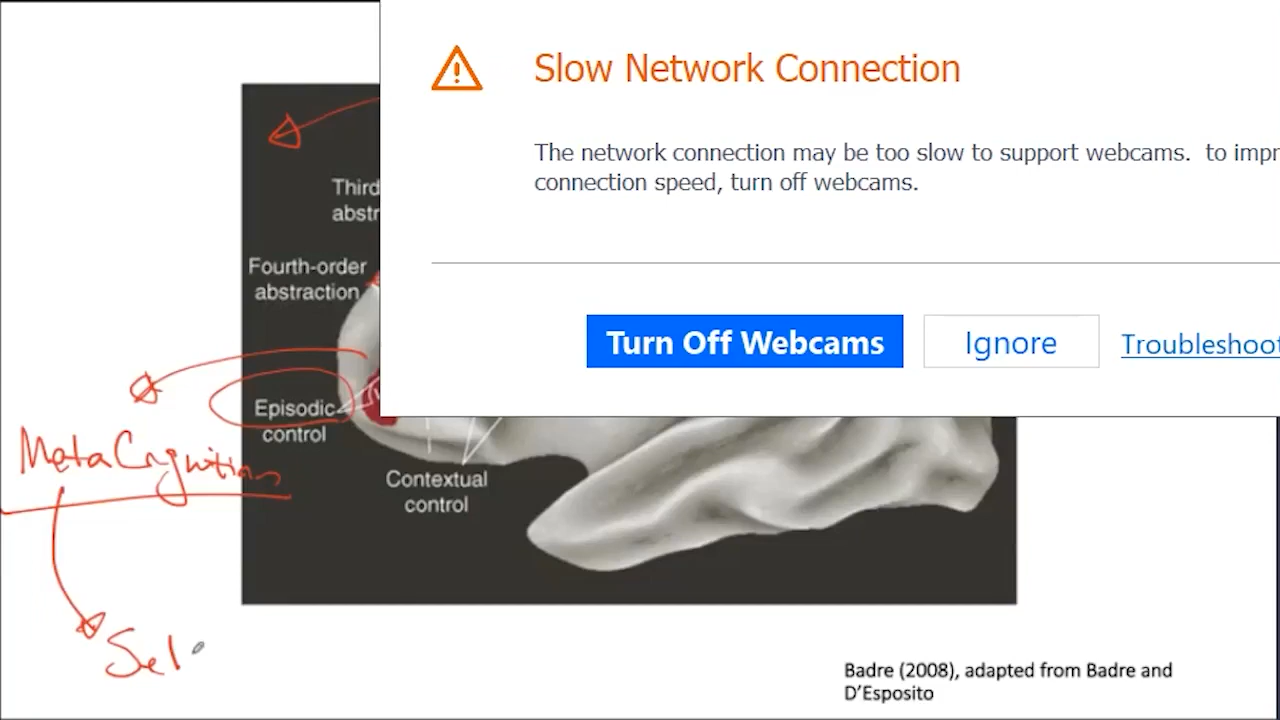 Slow Network Connection
The network connection may be too slow to support webcams. to impr
connection speed, turn off webcams.
Turn Off Webcams
Ignore
Troubleshoot
Third
abstr
Fourth-order
abstraction
Episodic
control
MetaCognition
Contextual
control
Sel
Badre (2008), adapted from Badre and
D'Esposito